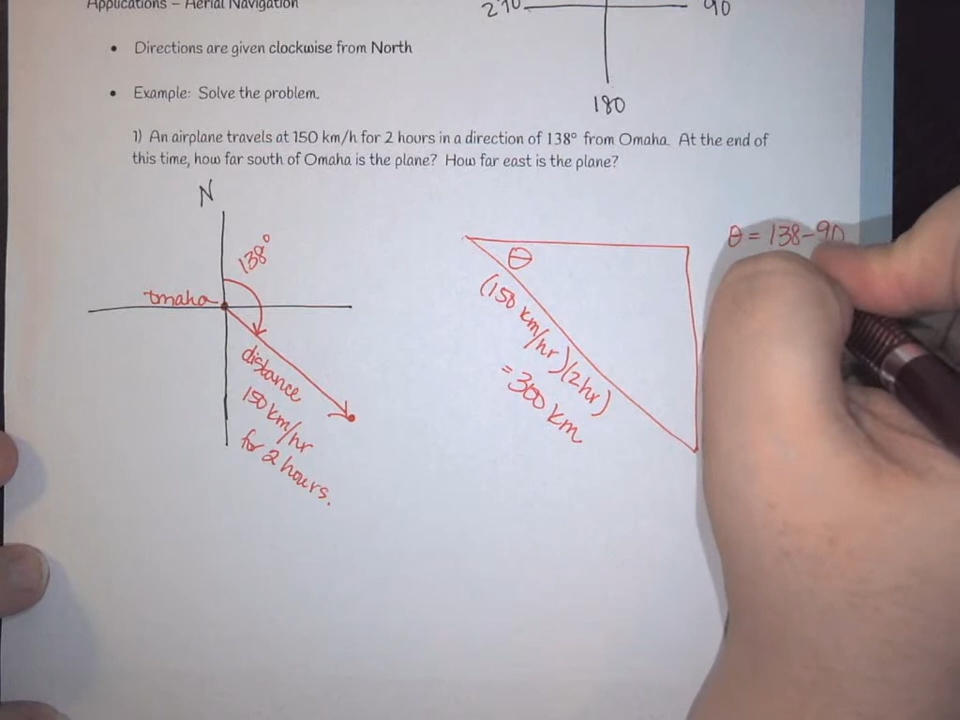 Applications – Aerial Navigation
270 90
• Directions are given clockwise from North
• Example: Solve the problem.
180
1) An airplane travels at 150 km/h for 2 hours in a direction of 138° from Omaha. At the end of
this time, how far south of Omaha is the plane? How far east is the plane?
N
138°
Omaha
distance
150 km/hr
for 2 hours.
θ
(150 km/hr)(2hr)
= 300 km
θ = 138-90